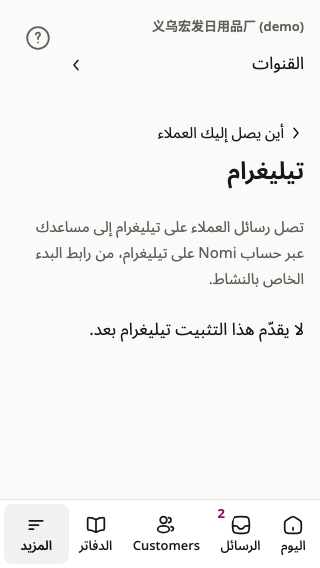 义乌宏发日用品厂 (demo)
القنوات
أين يصل إليك العملاء
تيليغرام
تصل رسائل العملاء على تيليغرام إلى مساعدك
عبر حساب Nomi على تيليغرام، من رابط البدء
الخاص بالنشاط.
لا يقدّم هذا التثبيت تيليغرام بعد.
2
اليوم
الرسائل
Customers
الدفاتر
المزيد